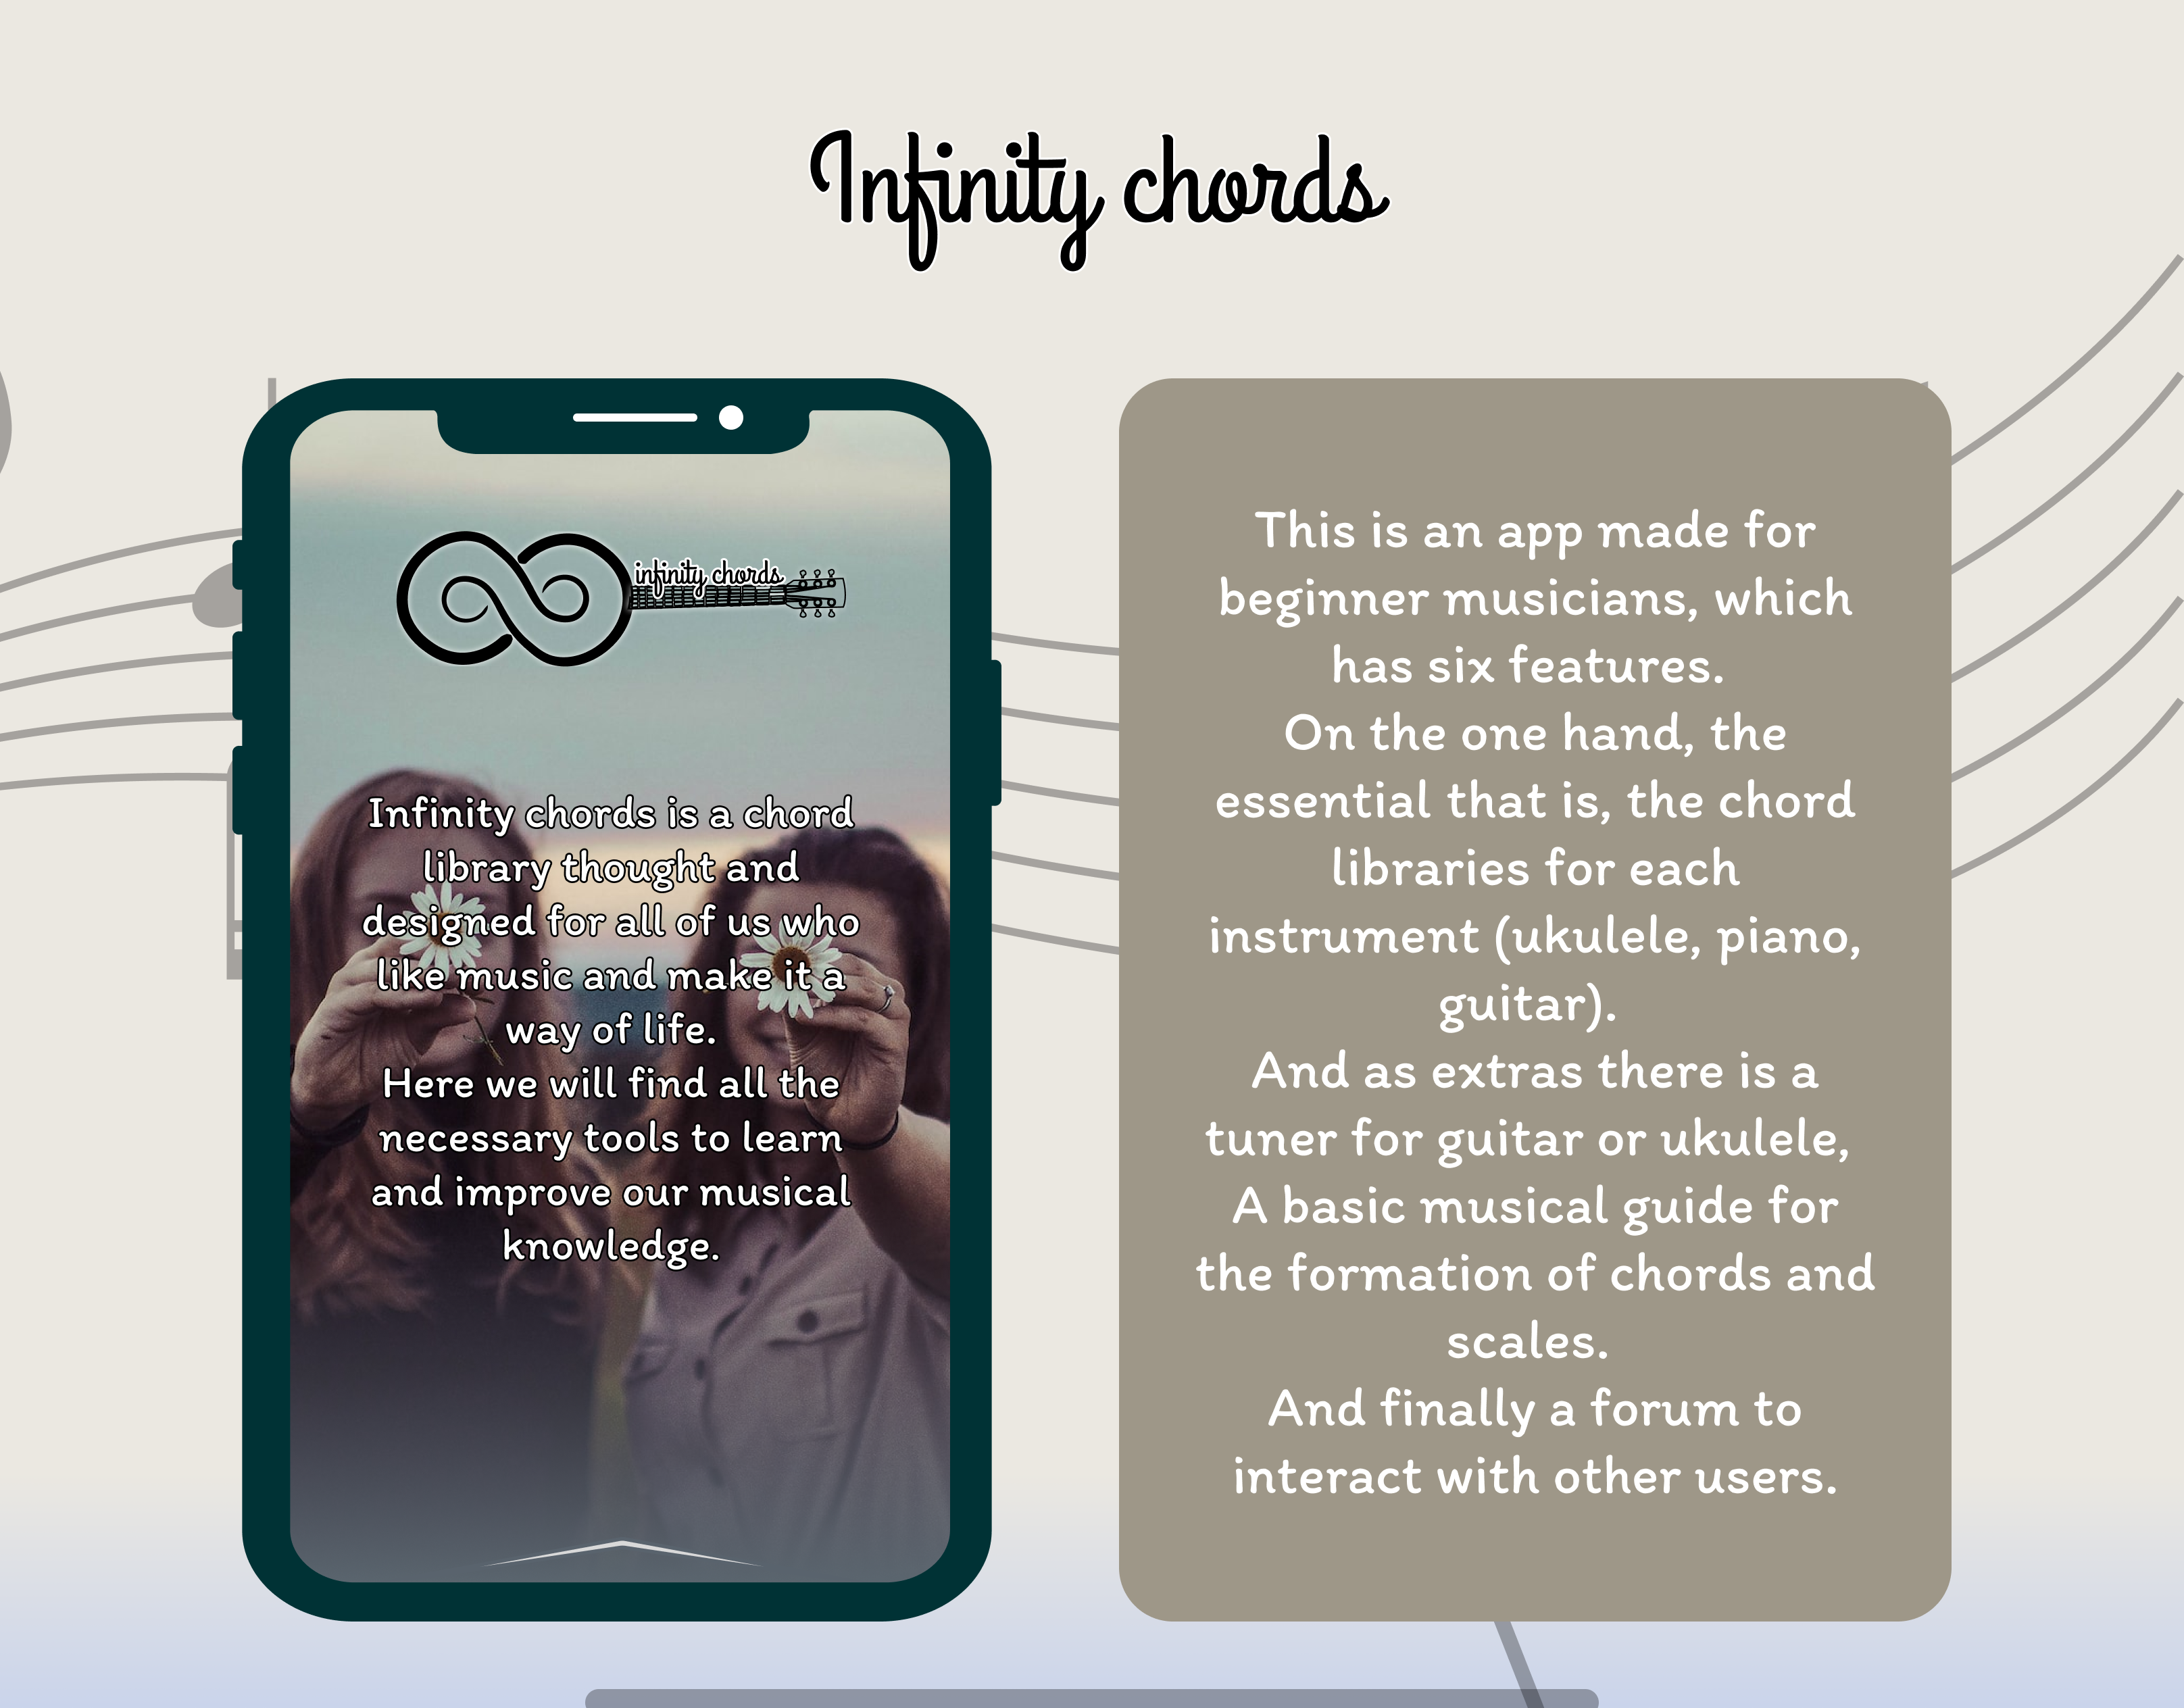 Infinity chords
infinity chords
Infinity chords is a chord
library thought and
designed for all of us who
like music and make it a
way of life.
Here we will find all the
necessary tools to learn
and improve our musical
knowledge.
This is an app made for
beginner musicians, which
has six features.
On the one hand, the
essential that is, the chord
libraries for each
instrument (ukulele, piano,
guitar).
And as extras there is a
tuner for guitar or ukulele,
A basic musical guide for
the formation of chords and
scales.
And finally a forum to
interact with other users.